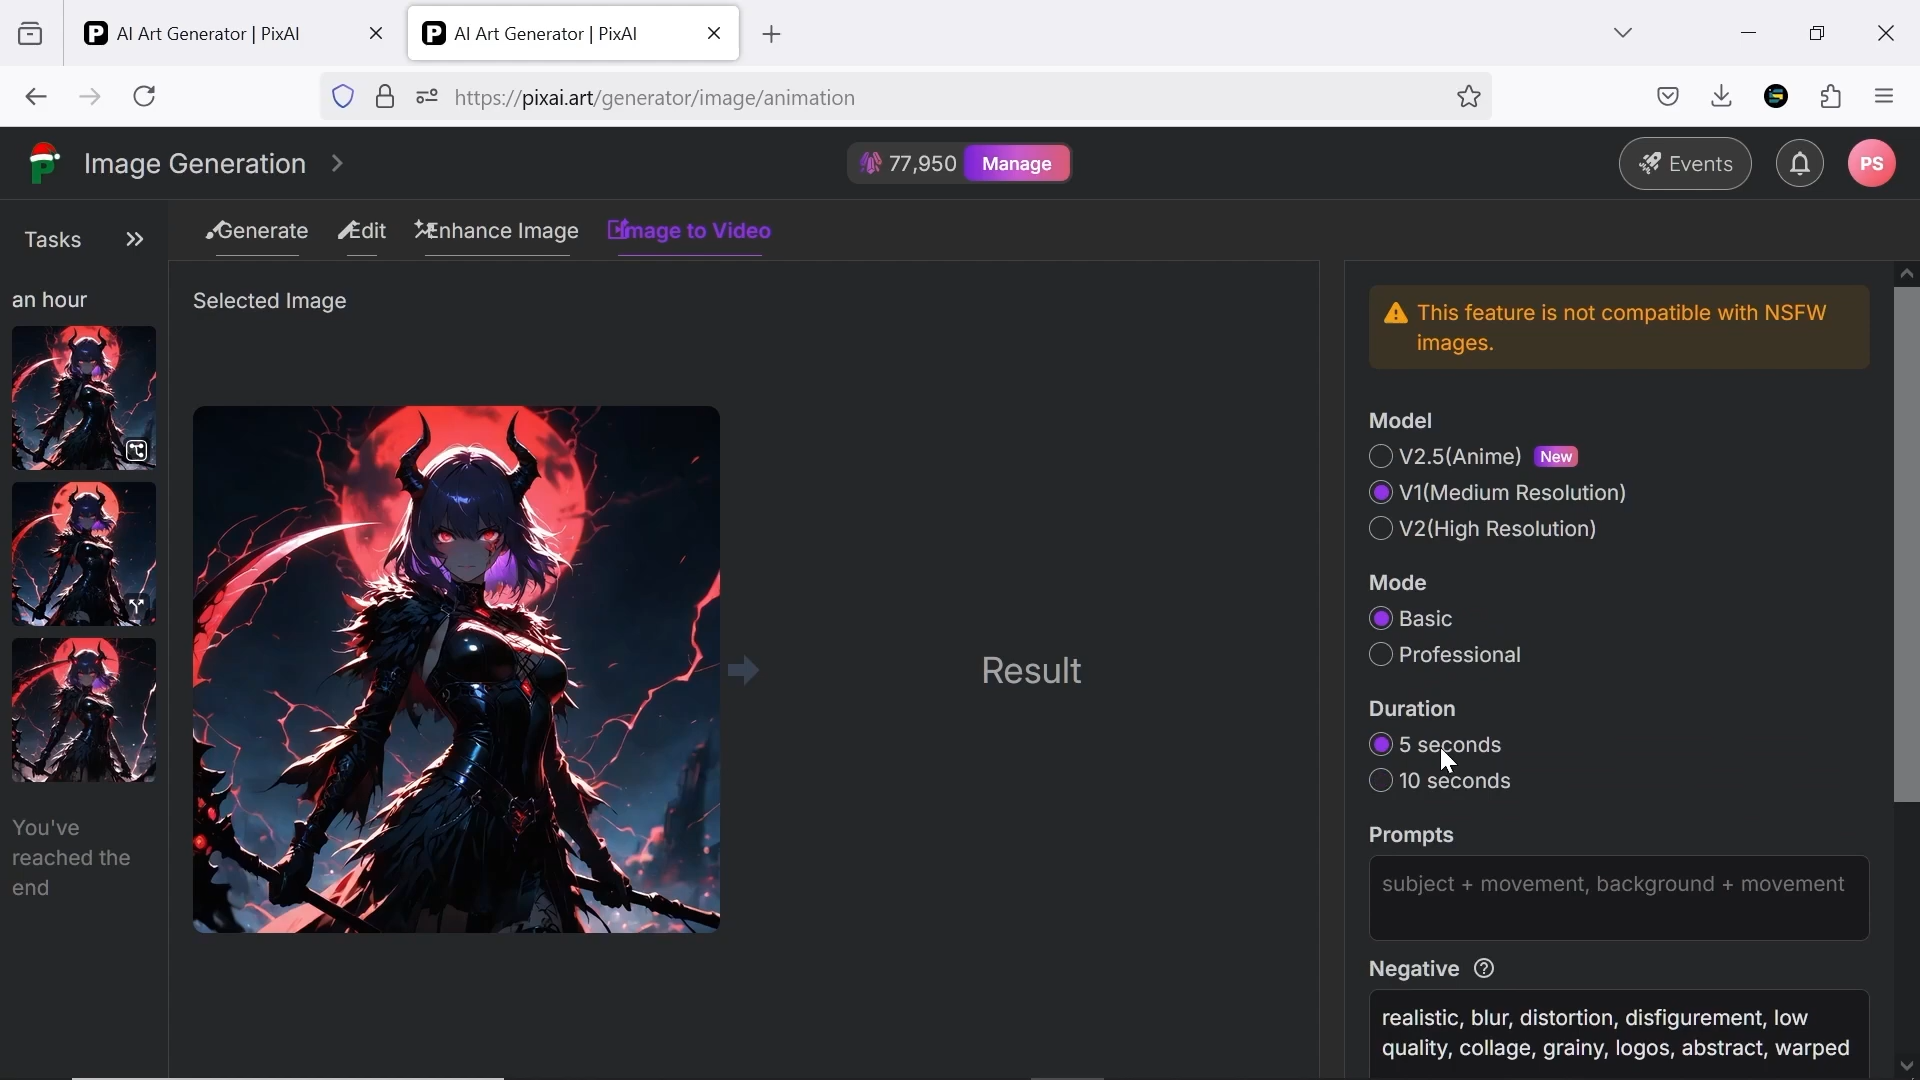 AI Art Generator | PixAI
AI Art Generator | PixAI
https://pixai.art/generator/image/animation
Image Generation
77,950
Manage
Events
PS
Tasks
Generate
Edit
Enhance Image
Image to Video
an hour
You've
reached the
end
Selected Image
Result
This feature is not compatible with NSFW
images.
Model
V2.5(Anime)
New
V1(Medium Resolution)
V2(High Resolution)
Mode
Basic
Professional
Duration
5 seconds
10 seconds
Prompts
subject + movement, background + movement
Negative
realistic, blur, distortion, disfigurement, low
quality, collage, grainy, logos, abstract, warped